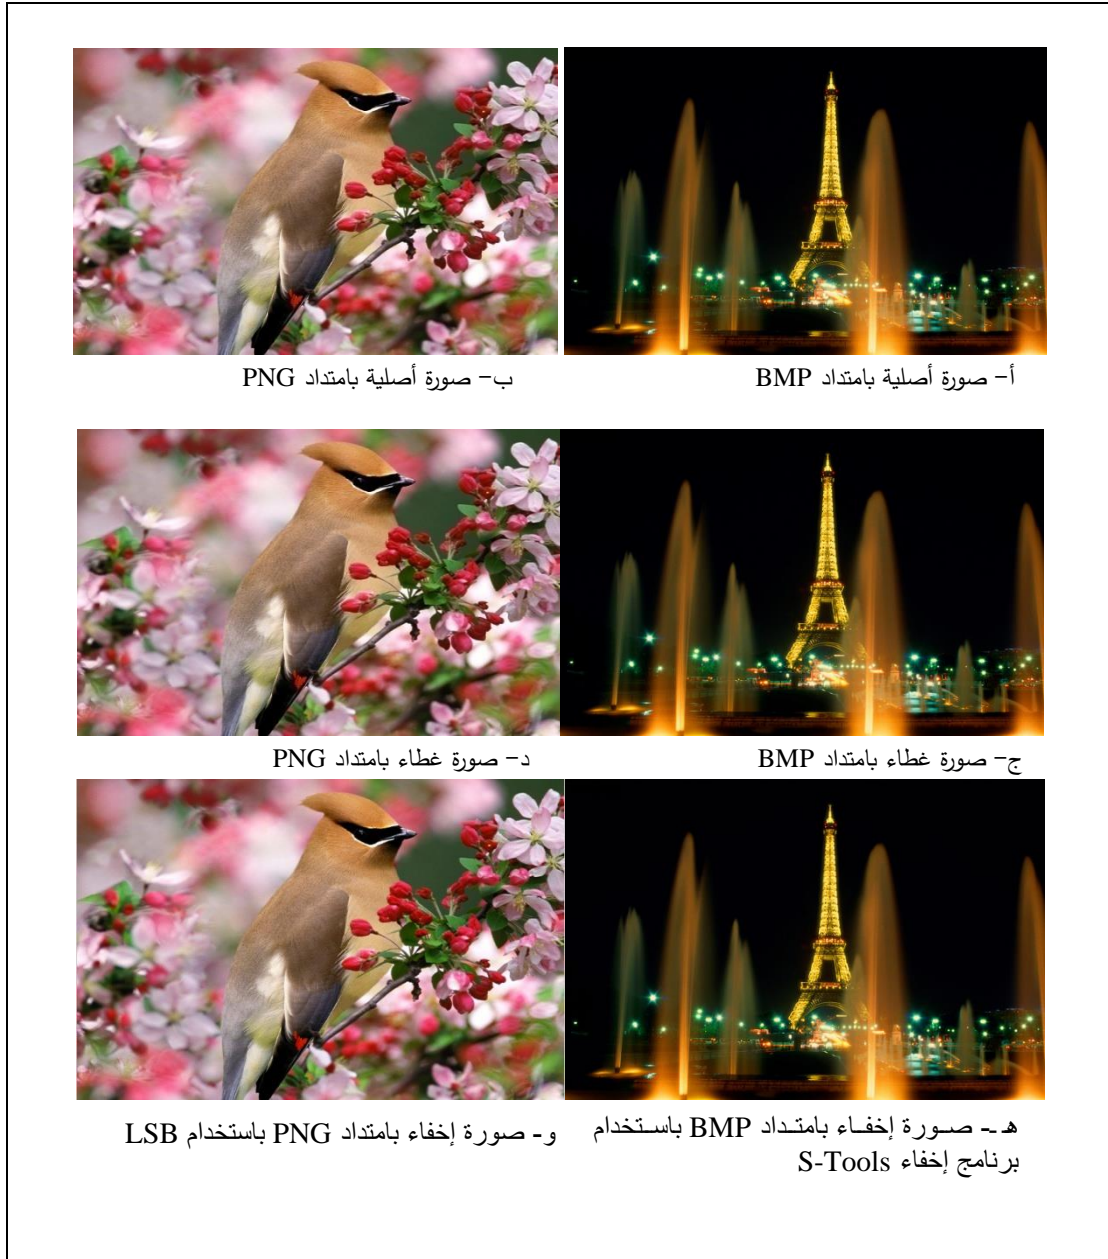 أ- صورة أصلية بامتداد BMP
ب- صورة أصلية بامتداد PNG
ج- صورة غطاء بامتداد BMP
د- صورة غطاء بامتداد PNG
هـ - صورة إخفاء بامتداد BMP باستخدام
برنامج إخفاء S-Tools
و- صورة إخفاء بامتداد PNG باستخدام LSB